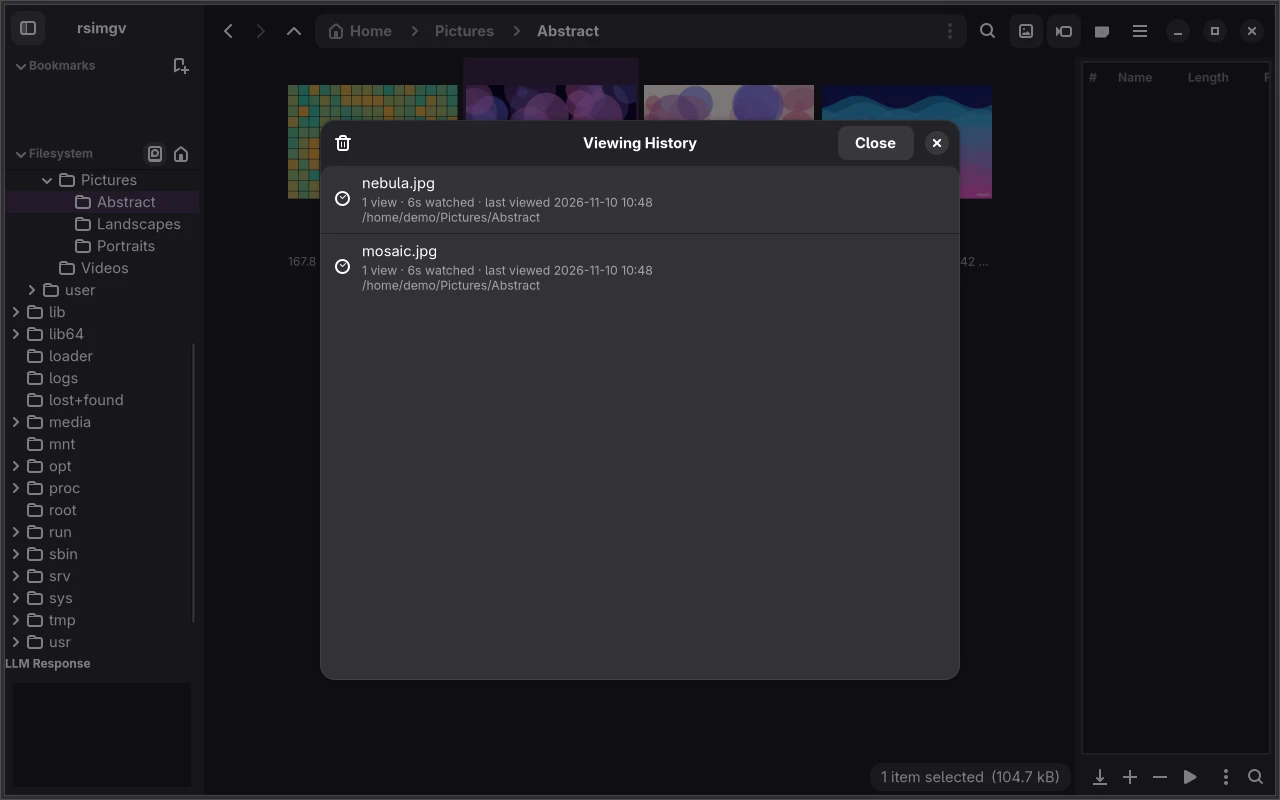 rsimgv
Home
Pictures
Abstract
Bookmarks
Filesystem
Pictures
Abstract
Landscapes
Portraits
Videos
user
lib
lib64
loader
logs
lost+found
media
mnt
opt
proc
root
run
sbin
srv
sys
tmp
usr
LLM Response
167.8
42 ...
Viewing History
Close
nebula.jpg
1 view · 6s watched · last viewed 2026-11-10 10:48
/home/demo/Pictures/Abstract
mosaic.jpg
1 view · 6s watched · last viewed 2026-11-10 10:48
/home/demo/Pictures/Abstract
# Name Length F
1 item selected (104.7 kB)